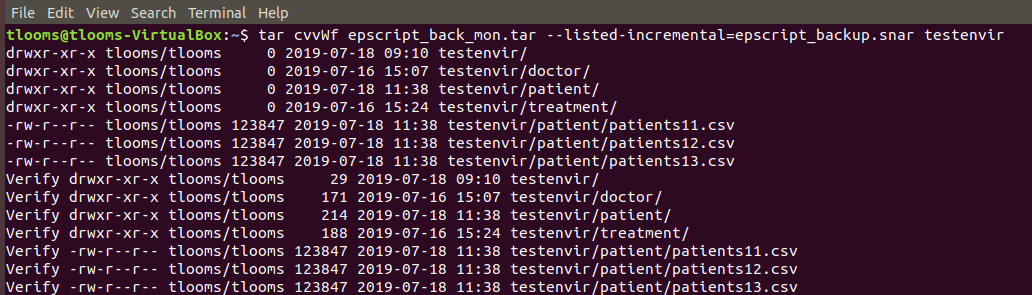 File Edit View Search Terminal Help
tlooms@tlooms-VirtualBox:~$ tar cvvWf epscript_back_mon.tar --listed-incremental=epscript_backup.snar testenvir
drwxr-xr-x tlooms/tlooms     0 2019-07-18 09:10 testenvir/
drwxr-xr-x tlooms/tlooms     0 2019-07-16 15:07 testenvir/doctor/
drwxr-xr-x tlooms/tlooms     0 2019-07-18 11:38 testenvir/patient/
drwxr-xr-x tlooms/tlooms     0 2019-07-16 15:24 testenvir/treatment/
-rw-r--r-- tlooms/tlooms 123847 2019-07-18 11:38 testenvir/patient/patients11.csv
-rw-r--r-- tlooms/tlooms 123847 2019-07-18 11:38 testenvir/patient/patients12.csv
-rw-r--r-- tlooms/tlooms 123847 2019-07-18 11:38 testenvir/patient/patients13.csv
Verify drwxr-xr-x tlooms/tlooms     29 2019-07-18 09:10 testenvir/
Verify drwxr-xr-x tlooms/tlooms    171 2019-07-16 15:07 testenvir/doctor/
Verify drwxr-xr-x tlooms/tlooms    214 2019-07-18 11:38 testenvir/patient/
Verify drwxr-xr-x tlooms/tlooms    188 2019-07-16 15:24 testenvir/treatment/
Verify -rw-r--r-- tlooms/tlooms 123847 2019-07-18 11:38 testenvir/patient/patients11.csv
Verify -rw-r--r-- tlooms/tlooms 123847 2019-07-18 11:38 testenvir/patient/patients12.csv
Verify -rw-r--r-- tlooms/tlooms 123847 2019-07-18 11:38 testenvir/patient/patients13.csv